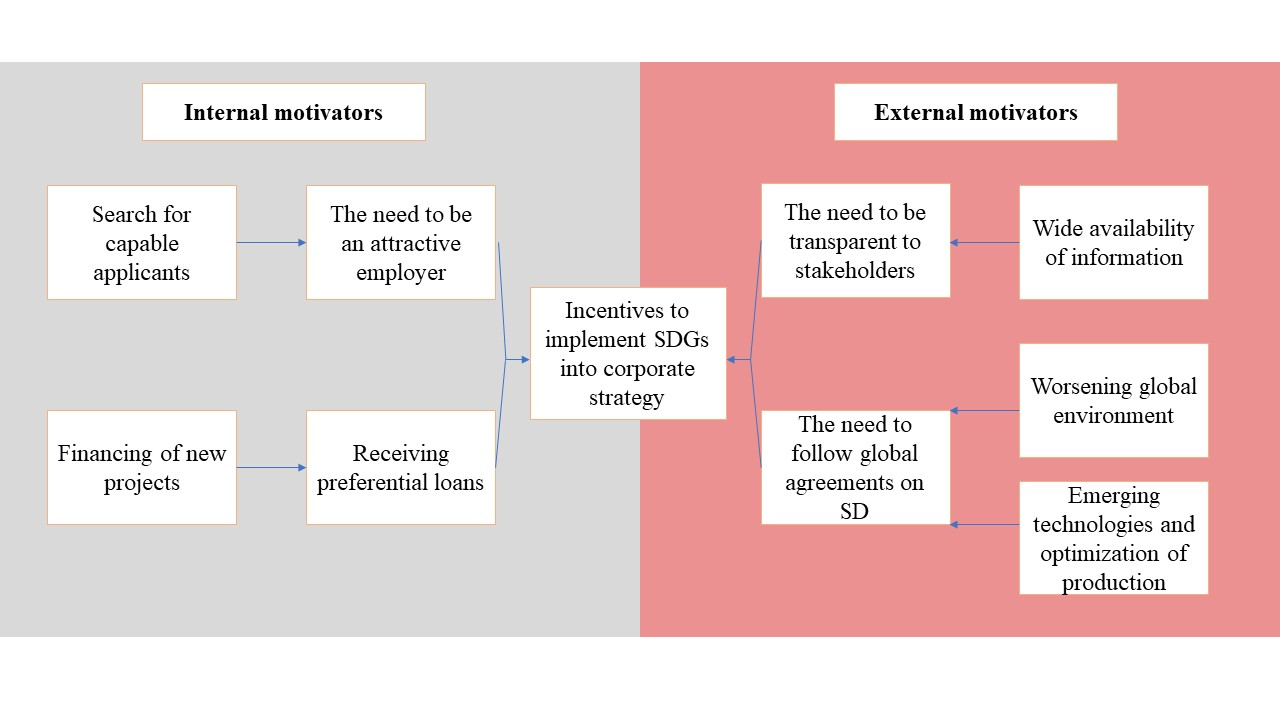 Internal motivators
External motivators
Search for
capable
applicants
The need to be
an attractive
employer
Financing of new
projects
Receiving
preferential loans
Incentives to
implement SDGs
into corporate
strategy
The need to be
transparent to
stakeholders
Wide availability
of information
The need to
follow global
agreements on
SD
Worsening global
environment
Emerging
technologies and
optimization of
production